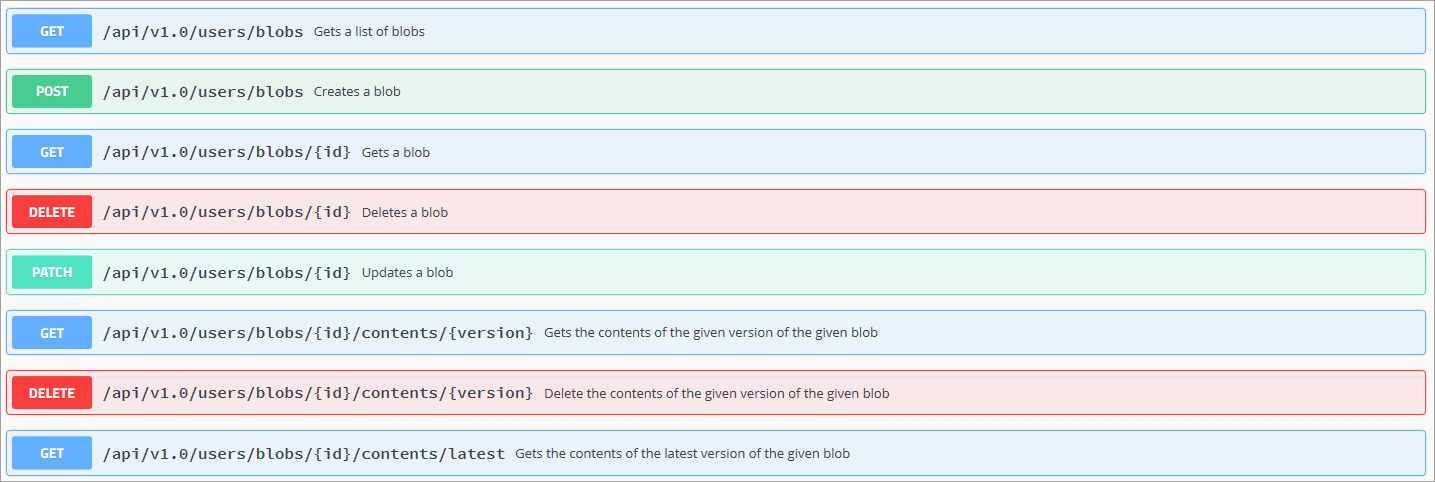 GET /api/v1.0/users/blobs Gets a list of blobs
POST /api/v1.0/users/blobs Creates a blob
GET /api/v1.0/users/blobs/{id} Gets a blob
DELETE /api/v1.0/users/blobs/{id} Deletes a blob
PATCH /api/v1.0/users/blobs/{id} Updates a blob
GET /api/v1.0/users/blobs/{id}/contents/{version} Gets the contents of the given version of the given blob
DELETE /api/v1.0/users/blobs/{id}/contents/{version} Delete the contents of the given version of the given blob
GET /api/v1.0/users/blobs/{id}/contents/latest Gets the contents of the latest version of the given blob